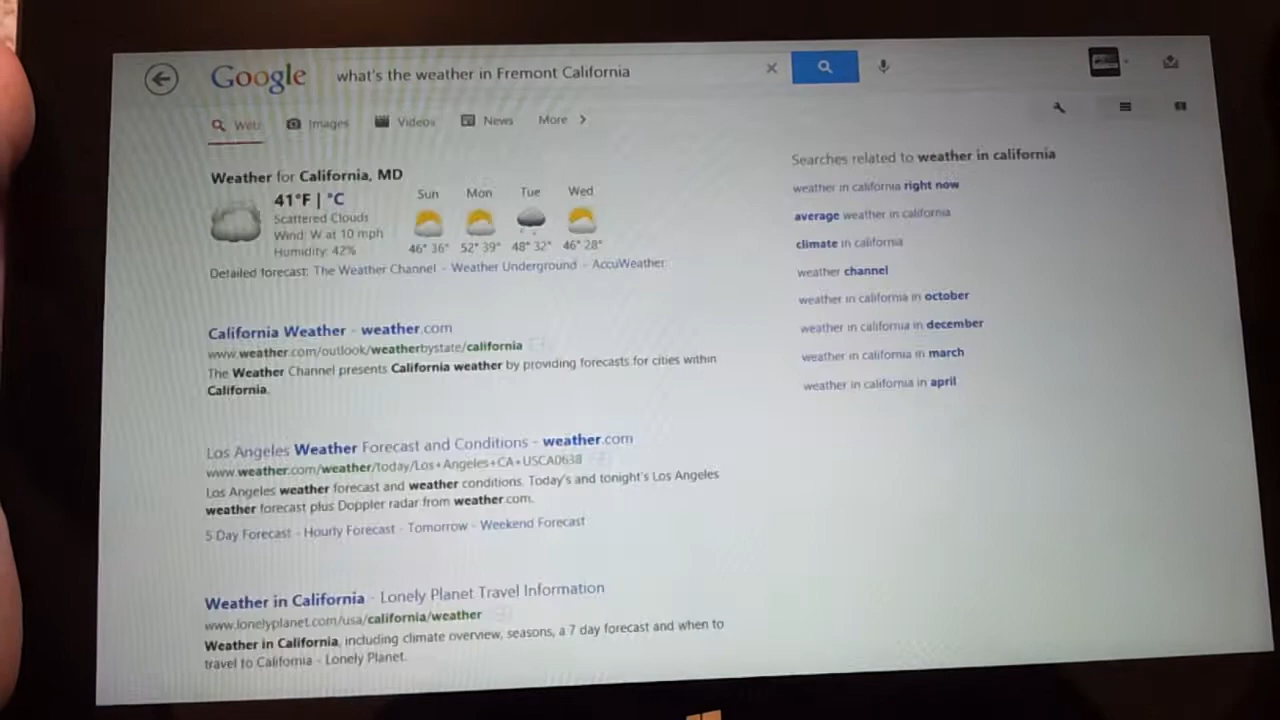 Google what's the weather in Fremont California
Web Images Videos News More
Weather for California, MD
41°F | °C
Scattered Clouds
Wind: W at 10 mph
Humidity: 42%
Sun Mon Tue Wed
46° 36° 52° 39° 48° 32° 46° 28°
Detailed forecast: The Weather Channel - Weather Underground - AccuWeather
California Weather - weather.com
www.weather.com/outlook/weatherbystate/california
The Weather Channel presents California weather by providing forecasts for cities within
California.
Los Angeles Weather Forecast and Conditions - weather.com
www.weather.com/weather/today/Los+Angeles+CA+USCA0638
Los Angeles weather forecast and weather conditions. Today's and tonight's Los Angeles
weather forecast plus Doppler radar from weather.com.
5 Day Forecast - Hourly Forecast - Tomorrow - Weekend Forecast
Weather in California - Lonely Planet Travel Information
www.lonelyplanet.com/usa/california/weather
Weather in California, including climate overview, seasons, a 7 day forecast and when to
travel to California - Lonely Planet.
Searches related to weather in california
weather in california right now
average weather in california
climate in california
weather channel
weather in california in october
weather in california in december
weather in california in march
weather in california in april